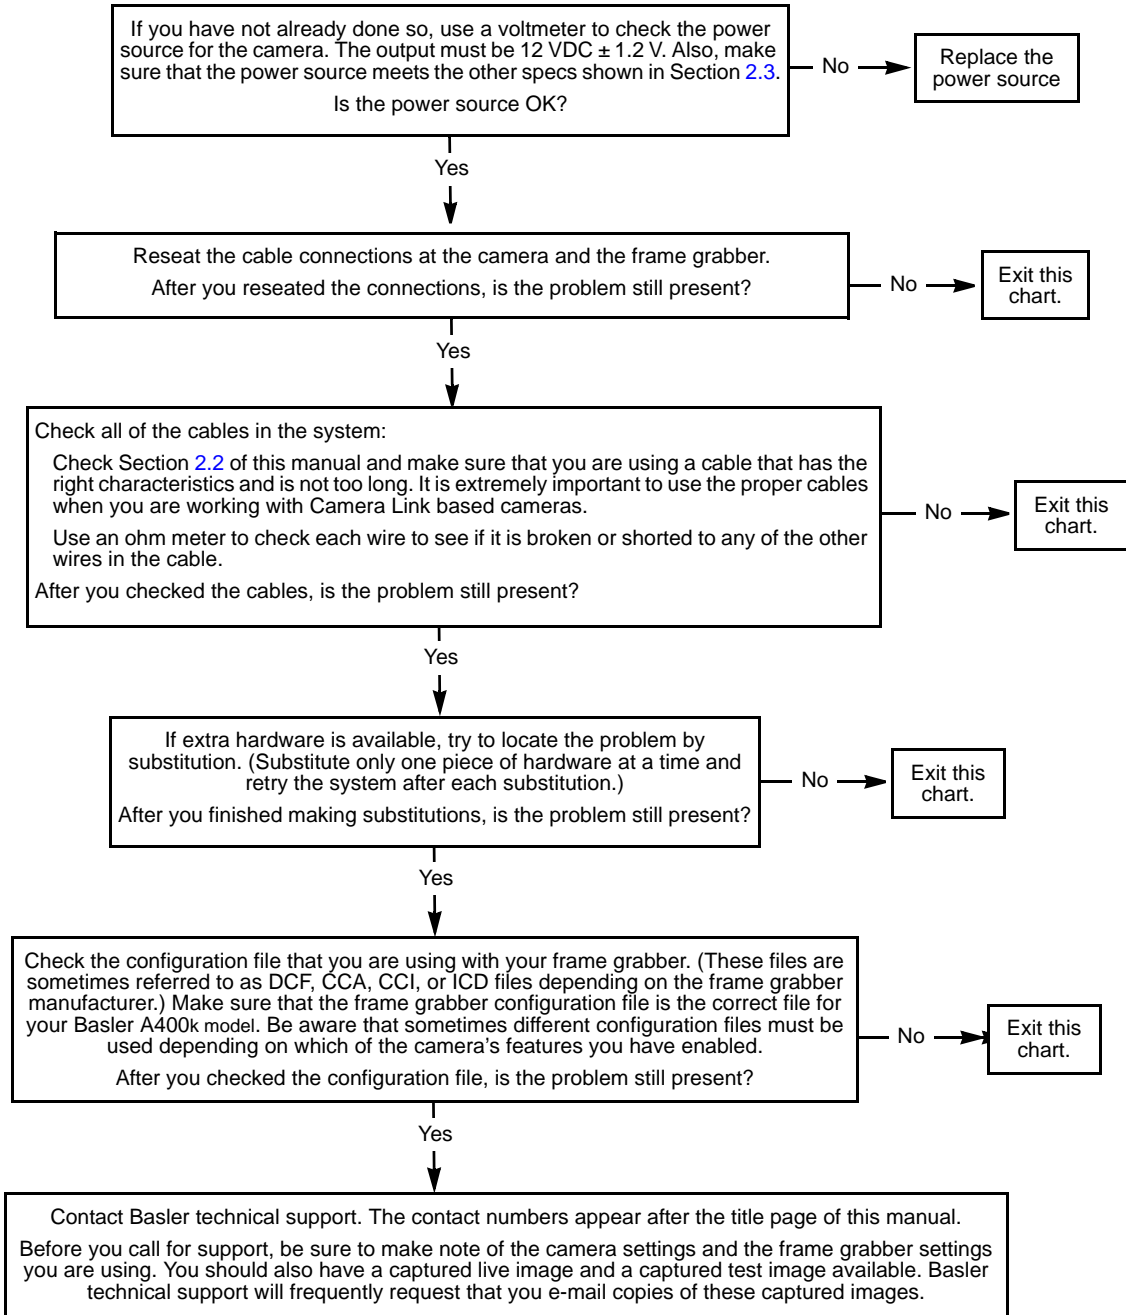 If you have not already done so, use a voltmeter to check the power
source for the camera. The output must be 12 VDC ± 1.2 V. Also, make
sure that the power source meets the other specs shown in Section 2.3.
Is the power source OK?
No
Replace the
power source
Yes
Reseat the cable connections at the camera and the frame grabber.
After you reseated the connections, is the problem still present?
No
Exit this
chart.
Yes
Check all of the cables in the system:
Check Section 2.2 of this manual and make sure that you are using a cable that has the
right characteristics and is not too long. It is extremely important to use the proper cables
when you are working with Camera Link based cameras.
Use an ohm meter to check each wire to see if it is broken or shorted to any of the other
wires in the cable.
After you checked the cables, is the problem still present?
No
Exit this
chart.
Yes
If extra hardware is available, try to locate the problem by
substitution. (Substitute only one piece of hardware at a time and
retry the system after each substitution.)
After you finished making substitutions, is the problem still present?
No
Exit this
chart.
Yes
Check the configuration file that you are using with your frame grabber. (These files are
sometimes referred to as DCF, CCA, CCI, or ICD files depending on the frame grabber
manufacturer.) Make sure that the frame grabber configuration file is the correct file for
your Basler A400k model. Be aware that sometimes different configuration files must be
used depending on which of the camera's features you have enabled.
After you checked the configuration file, is the problem still present?
No
Exit this
chart.
Yes
Contact Basler technical support. The contact numbers appear after the title page of this manual.
Before you call for support, be sure to make note of the camera settings and the frame grabber settings
you are using. You should also have a captured live image and a captured test image available. Basler
technical support will frequently request that you e-mail copies of these captured images.